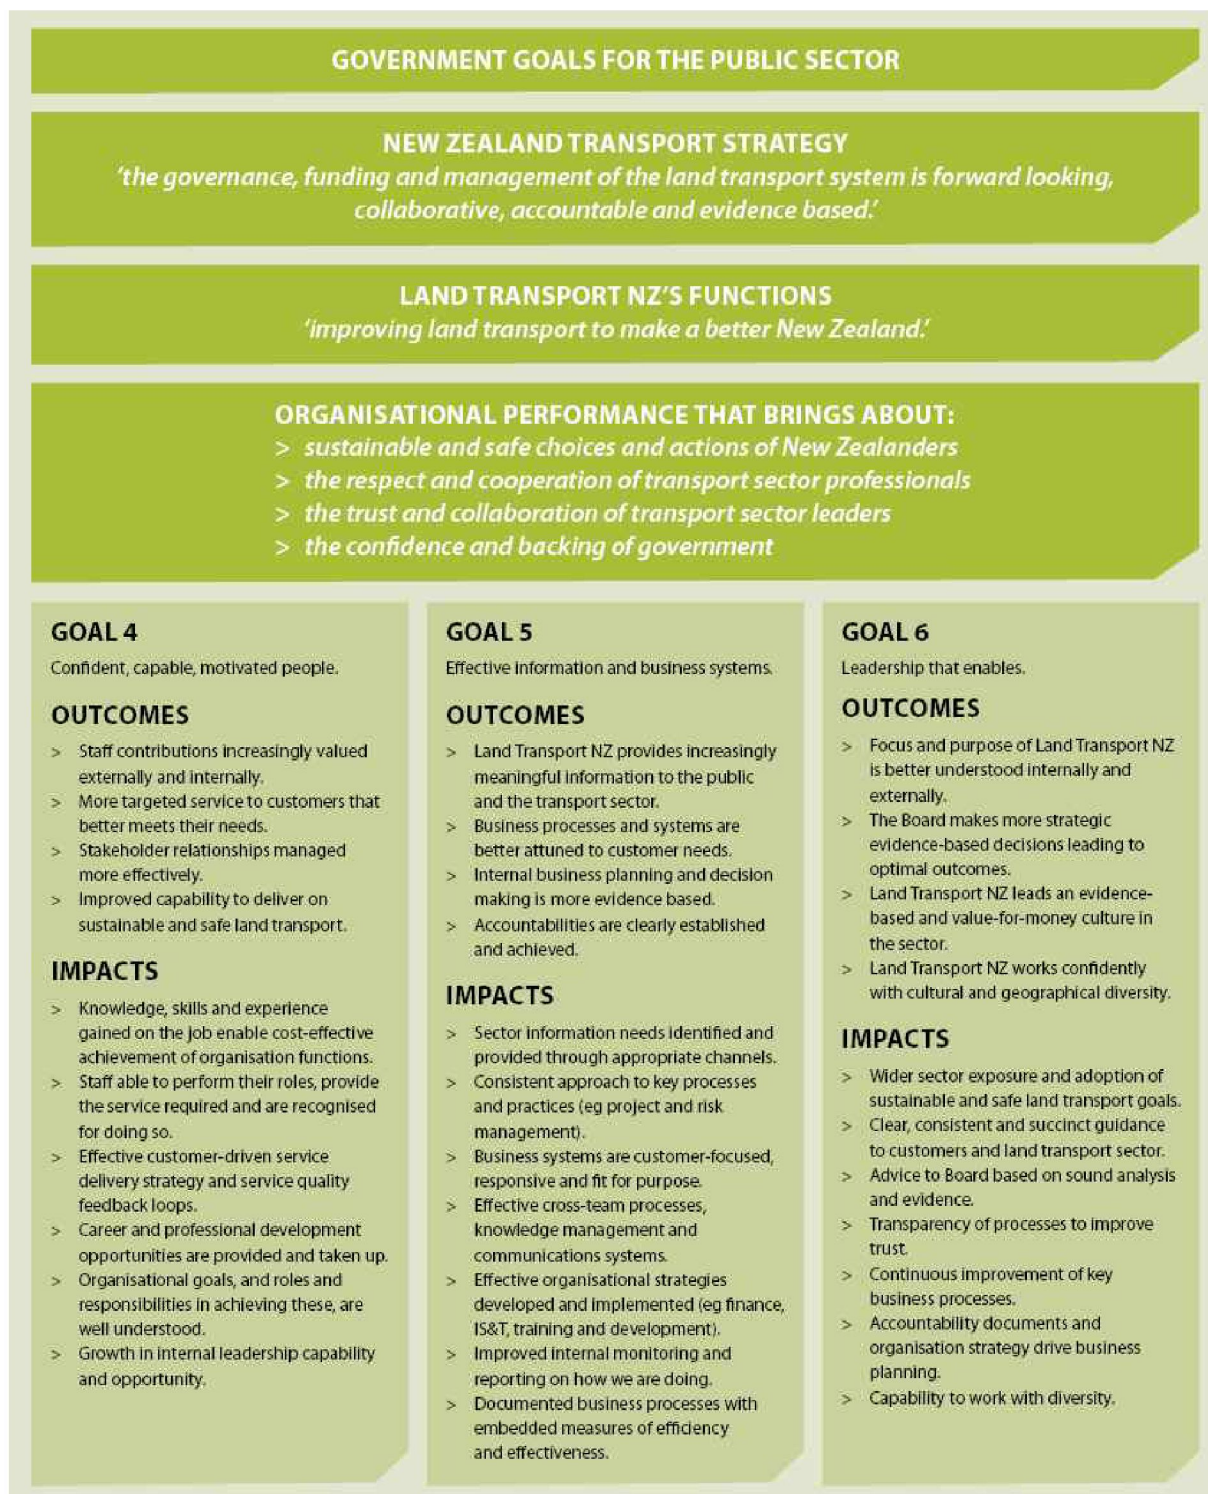 GOVERNMENT GOALS FOR THE PUBLIC SECTOR
NEW ZEALAND TRANSPORT STRATEGY
‘the governance, funding and management of the land transport system is forward looking,
collaborative, accountable and evidence based.’
LAND TRANSPORT NZ’S FUNCTIONS
‘improving land transport to make a better New Zealand.’
ORGANISATIONAL PERFORMANCE THAT BRINGS ABOUT:
> sustainable and safe choices and actions of New Zealanders
> the respect and cooperation of transport sector professionals
> the trust and collaboration of transport sector leaders
> the confidence and backing of government
GOAL 4
Confident, capable, motivated people.
OUTCOMES
> Staff contributions increasingly valued
externally and internally.
> More targeted service to customers that
better meets their needs.
> Stakeholder relationships managed
more effectively.
> Improved capability to deliver on
sustainable and safe land transport.
IMPACTS
> Knowledge, skills and experience
gained on the job enable cost-effective
achievement of organisation functions.
> Staff able to perform their roles, provide
the service required and are recognised
for doing so.
> Effective customer-driven service
delivery strategy and service quality
feedback loops.
> Career and professional development
opportunities are provided and taken up.
> Organisational goals, and roles and
responsibilities in achieving these, are
well understood.
> Growth in internal leadership capability
and opportunity.
GOAL 5
Effective information and business systems.
OUTCOMES
> Land Transport NZ provides increasingly
meaningful information to the public
and the transport sector.
> Business processes and systems are
better attuned to customer needs.
> Internal business planning and decision
making is more evidence based.
> Accountabilities are clearly established
and achieved.
IMPACTS
> Sector information needs identified and
provided through appropriate channels.
> Consistent approach to key processes
and practices (eg project and risk
management).
> Business systems are customer-focused,
responsive and fit for purpose.
> Effective cross-team processes,
knowledge management and
communications systems.
> Effective organisational strategies
developed and implemented (eg finance,
IS&T, training and development).
> Improved internal monitoring and
reporting on how we are doing.
> Documented business processes with
embedded measures of efficiency
and effectiveness.
GOAL 6
Leadership that enables.
OUTCOMES
> Focus and purpose of Land Transport NZ
is better understood internally and
externally.
> The Board makes more strategic
evidence-based decisions leading to
optimal outcomes.
> Land Transport NZ leads an evidence-
based and value-for-money culture in
the sector.
> Land Transport NZ works confidently
with cultural and geographical diversity.
IMPACTS
> Wider sector exposure and adoption of
sustainable and safe land transport goals.
> Clear, consistent and succinct guidance
to customers and land transport sector.
> Advice to Board based on sound analysis
and evidence.
> Transparency of processes to improve
trust.
> Continuous improvement of key
business processes.
> Accountability documents and
organisation strategy drive business
planning.
> Capability to work with diversity.